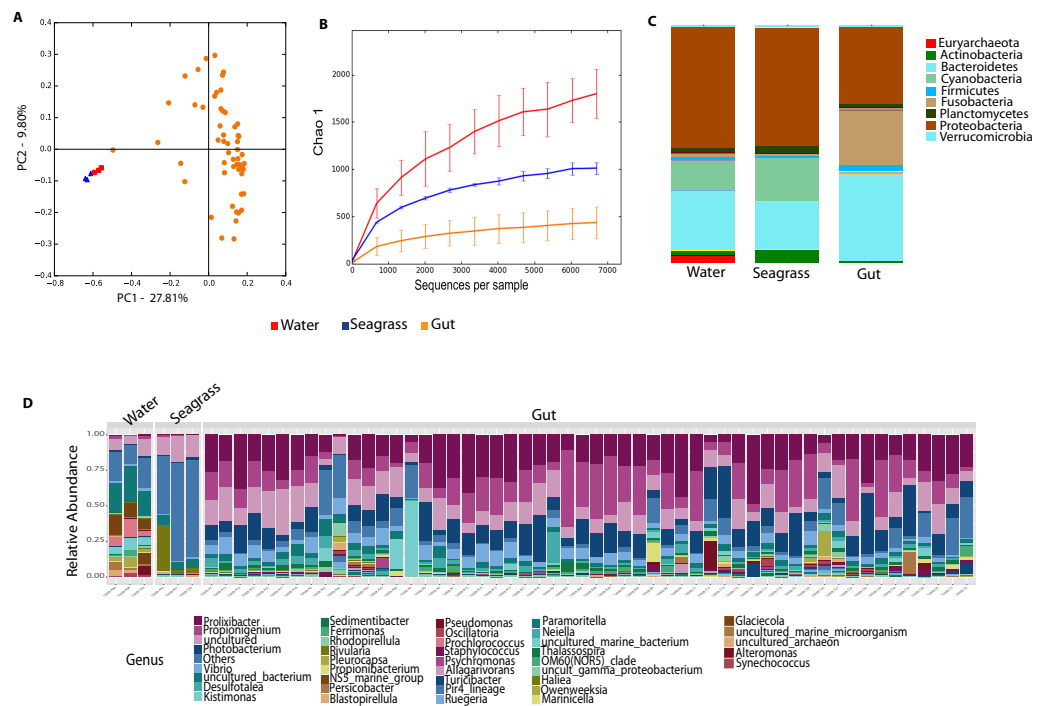 A
0.4
0.3
0.2
0.1
0.0
−0.1
−0.2
−0.3
−0.4
−0.8
−0.6
−0.4
−0.2
0.0
0.2
0.4
PC2 - 9.80%
PC1 - 27.81%
B
2000
1500
1000
500
0
0
1000
2000
3000
4000
5000
6000
7000
Chao 1
Sequences per sample
Water
Seagrass
Gut
C
Water
Seagrass
Gut
Euryarchaeota
Actinobacteria
Bacteroidetes
Cyanobacteria
Firmicutes
Fusobacteria
Planctomycetes
Proteobacteria
Verrucomicrobia
D
Water
Seagrass
Gut
1.00
0.75
0.50
0.25
0.00
Relative Abundance
Genus
Prolixibacter
Propionigenium
uncultured
Photobacterium
Others
Vibrio
uncultured_bacterium
Desulfotalea
Kistimonas
Sedimentibacter
Ferrimonas
Rhodopirellula
Rivularia
Pleurocapsa
Propionibacterium
NS5_marine_group
Persicobacter
Blastopirellula
Pseudomonas
Oscillatoria
Prochlorococcus
Staphylococcus
Psychromonas
Allagarivorans
Turicibacter
Pir4_lineage
Ruegeria
Paramoritella
Neiella
uncultured_marine_bacterium
Thalassospira
OM60(NOR5)_clade
uncult_gamma_proteobacterium
Haliea
Owenweeksia
Marinicella
Glaciecola
uncultured_marine_microorganism
uncultured_archaeon
Alteromonas
Synechococcus